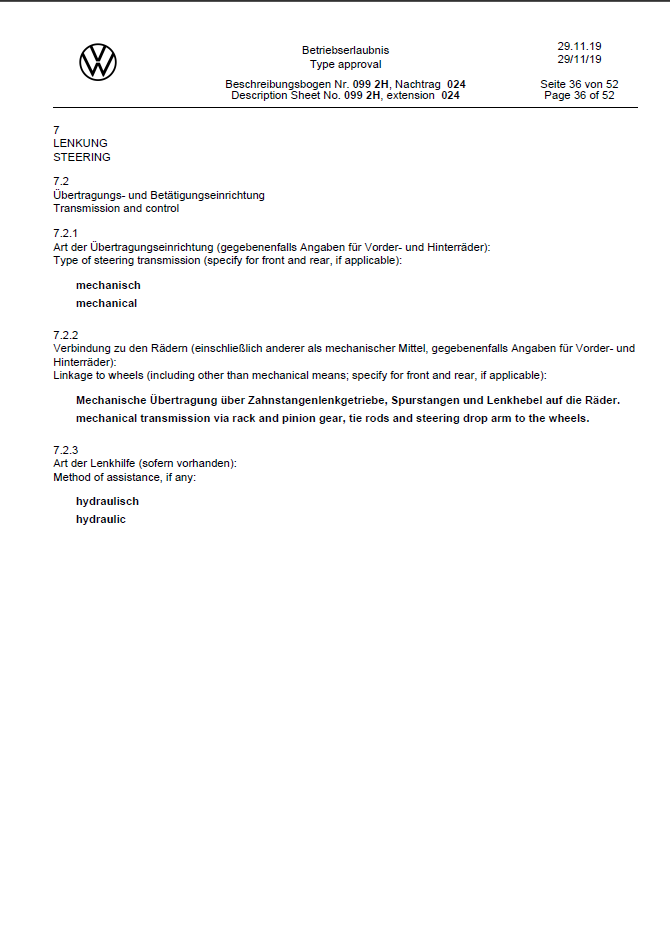 Betriebserlaubnis
Type approval
29.11.19
29/11/19
Beschreibungsbogen Nr. 099 2H, Nachtrag 024
Description Sheet No. 099 2H, extension 024
Seite 36 von 52
Page 36 of 52
7
LENKUNG
STEERING
7.2
Übertragungs- und Betätigungseinrichtung
Transmission and control
7.2.1
Art der Übertragungseinrichtung (gegebenenfalls Angaben für Vorder- und Hinterräder):
Type of steering transmission (specify for front and rear, if applicable):
mechanisch
mechanical
7.2.2
Verbindung zu den Rädern (einschließlich anderer als mechanischer Mittel, gegebenenfalls Angaben für Vorder- und
Hinterräder):
Linkage to wheels (including other than mechanical means; specify for front and rear, if applicable):
Mechanische Übertragung über Zahnstangenlenkgetriebe, Spurstangen und Lenkhebel auf die Räder.
mechanical transmission via rack and pinion gear, tie rods and steering drop arm to the wheels.
7.2.3
Art der Lenkhilfe (sofern vorhanden):
Method of assistance, if any:
hydraulisch
hydraulic